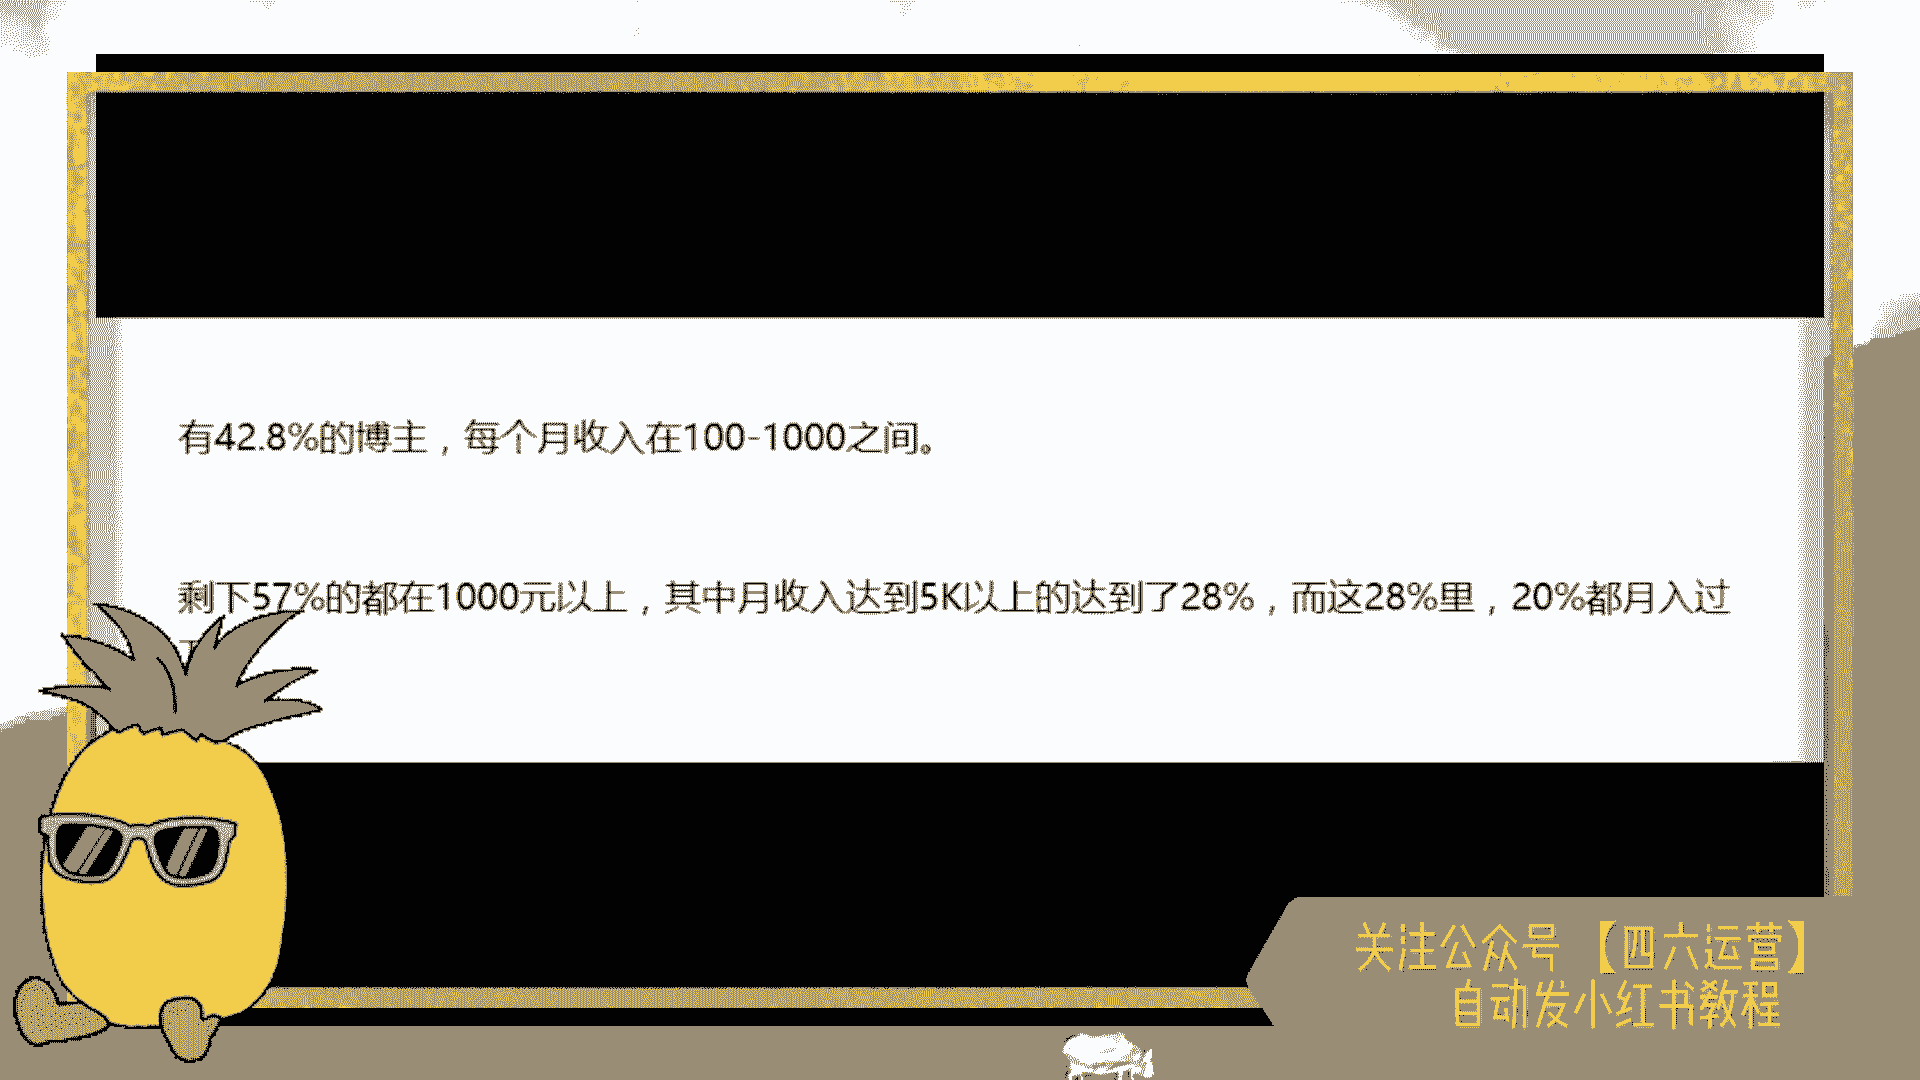 有42.8%的博主，每个月收入在100-1000之间。
剩下57%的都在1000元以上，其中月收入达到5K以上的达到了28%，而这28%里，20%都月入过
关注公众号【四六运营】
自动发小红书教程